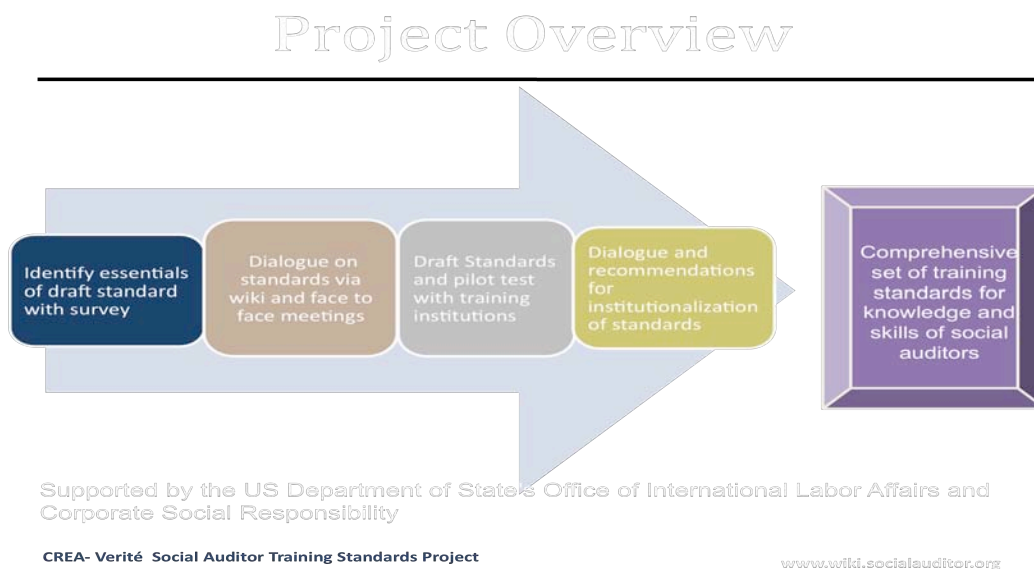 Project Overview
Identify essentials
of draft standard
with survey
Dialogue on
standards via
wiki and face to
face meetings
Draft Standards
and pilot test
with training
institutions
Dialogue and
recommendations
for
institutionalization
of standards
Comprehensive
set of training
standards for
knowledge and
skills of social
auditors
Supported by the US Department of State's Office of International Labor Affairs and
Corporate Social Responsibility
CREA- Verité Social Auditor Training Standards Project
www.wiki.socialauditor.org